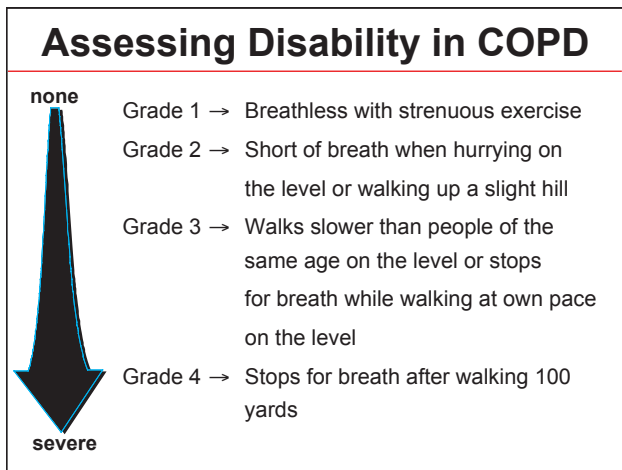 Assessing Disability in COPD
none
Grade 1 → Breathless with strenuous exercise
Grade 2 → Short of breath when hurrying on
the level or walking up a slight hill
Grade 3 → Walks slower than people of the
same age on the level or stops
for breath while walking at own pace
on the level
Grade 4 → Stops for breath after walking 100
yards
severe